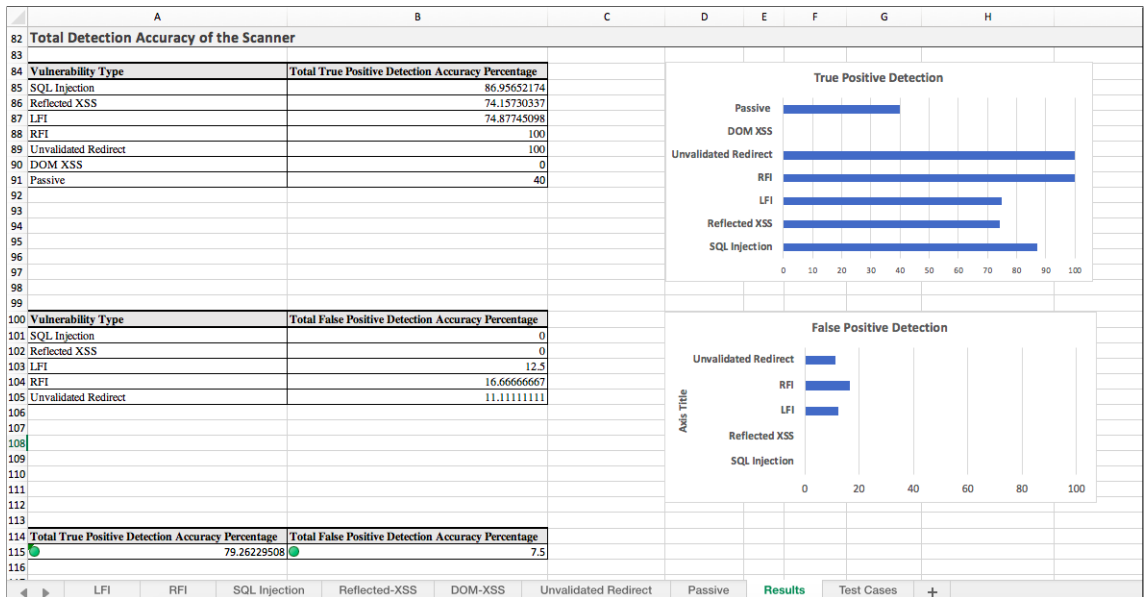 A B C D E F G H
82 Total Detection Accuracy of the Scanner
83
84 Vulnerability Type Total True Positive Detection Accuracy Percentage
85 SQL Injection 86.95652174
86 Reflected XSS 74.15730337
87 LFI 74.87745098
88 RFI 100
89 Unvalidated Redirect 100
90 DOM XSS 0
91 Passive 40
92
93
94
95
96
97
98
99
True Positive Detection
Passive
DOM XSS
Unvalidated Redirect
RFI
LFI
Reflected XSS
SQL Injection
0 10 20 30 40 50 60 70 80 90 100
100 Vulnerability Type Total False Positive Detection Accuracy Percentage
101 SQL Injection 0
102 Reflected XSS 0
103 LFI 12.5
104 RFI 16.66666667
105 Unvalidated Redirect 11.11111111
106
107
108
109
110
111
112
113
False Positive Detection
Axis Title
Unvalidated Redirect
RFI
LFI
Reflected XSS
SQL Injection
0 20 40 60 80 100
114 Total True Positive Detection Accuracy Percentage Total False Positive Detection Accuracy Percentage
115 79.26229508 7.5
116
LFI RFI SQL Injection Reflected-XSS DOM-XSS Unvalidated Redirect Passive Results Test Cases +